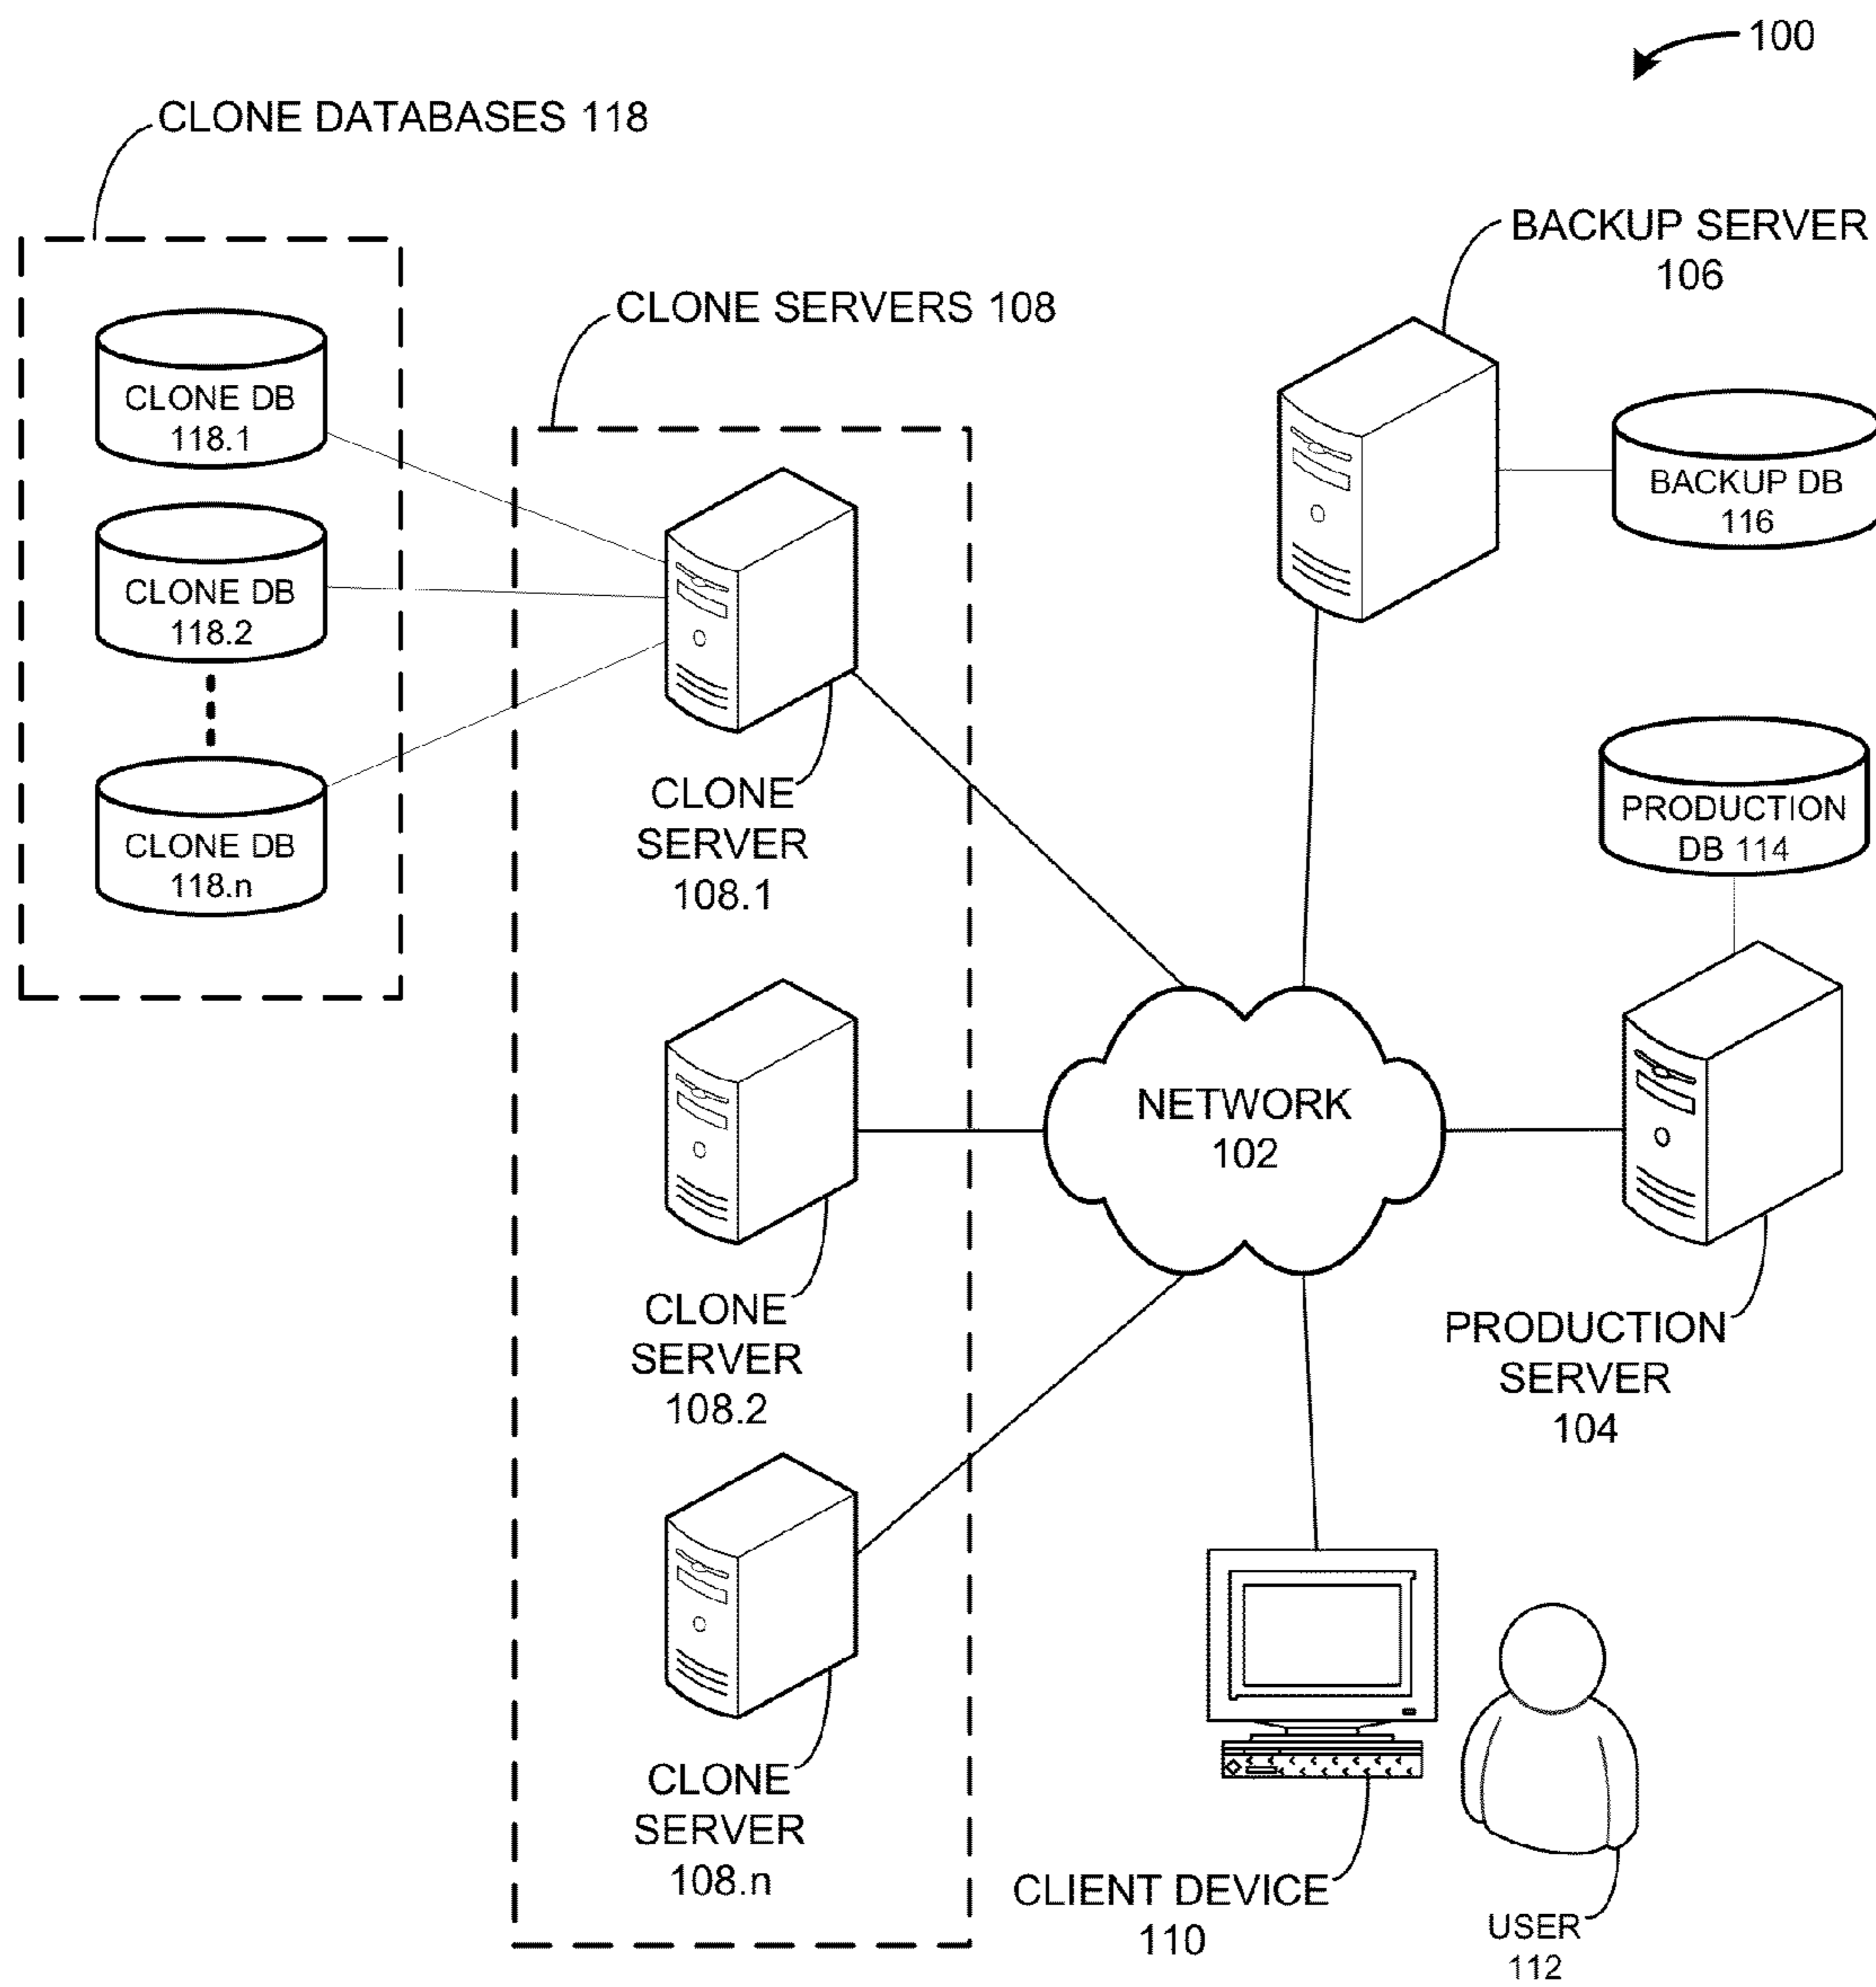 100
CLONE DATABASES 118
BACKUP SERVER
106
CLONE SERVERS 108
CLONE DB
118.1
BACKUP DB
116
CLONE DB
118.2
CLONE
SERVER
108.1
PRODUCTION
DB 114
CLONE DB
118.n
NETWORK
102
CLONE
SERVER
108.2
PRODUCTION
SERVER
104
CLONE
SERVER
108.n
CLIENT DEVICE
110
USER
112